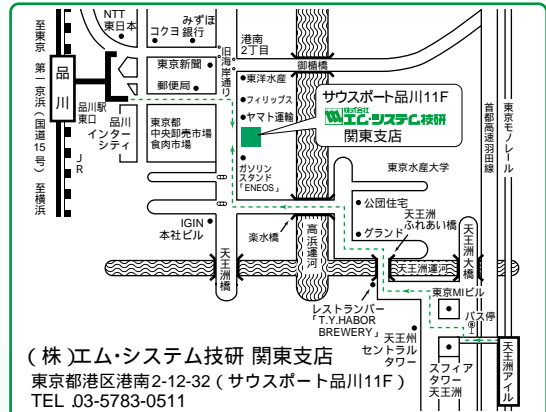 至東京
第一京浜(国道15号)
至横浜
品川
JR
NTT
東日本
コクヨ
みずほ
銀行
旧海岸通り
港南
2丁目
御楯橋
東京新聞
郵便局
品川駅
東口
品川
インター
シティ
東京都
中央卸売市場
食肉市場
東洋水産
フィリップス
ヤマト運輸
ガソリン
スタンド
「ENEOS」
サウスポート品川11F
株式会社
エム・システム技研
関東支店
首都高速羽田線
東京モノレール
東京水産大学
公団住宅
グランド
天王洲
ふれあい橋
天王洲大橋
IGIN
本社ビル
楽水橋
高浜運河
天王洲橋
天王洲運河
レストランバー
「T.Y.HABOR
BREWERY」
天王州
セントラル
タワー
東京MIビル
バス停
スフィア
タワー
天王洲
天王洲アイル
(株)エム・システム技研 関東支店
東京都港区港南2-12-32(サウスポート品川11F)
TEL .03-5783-0511